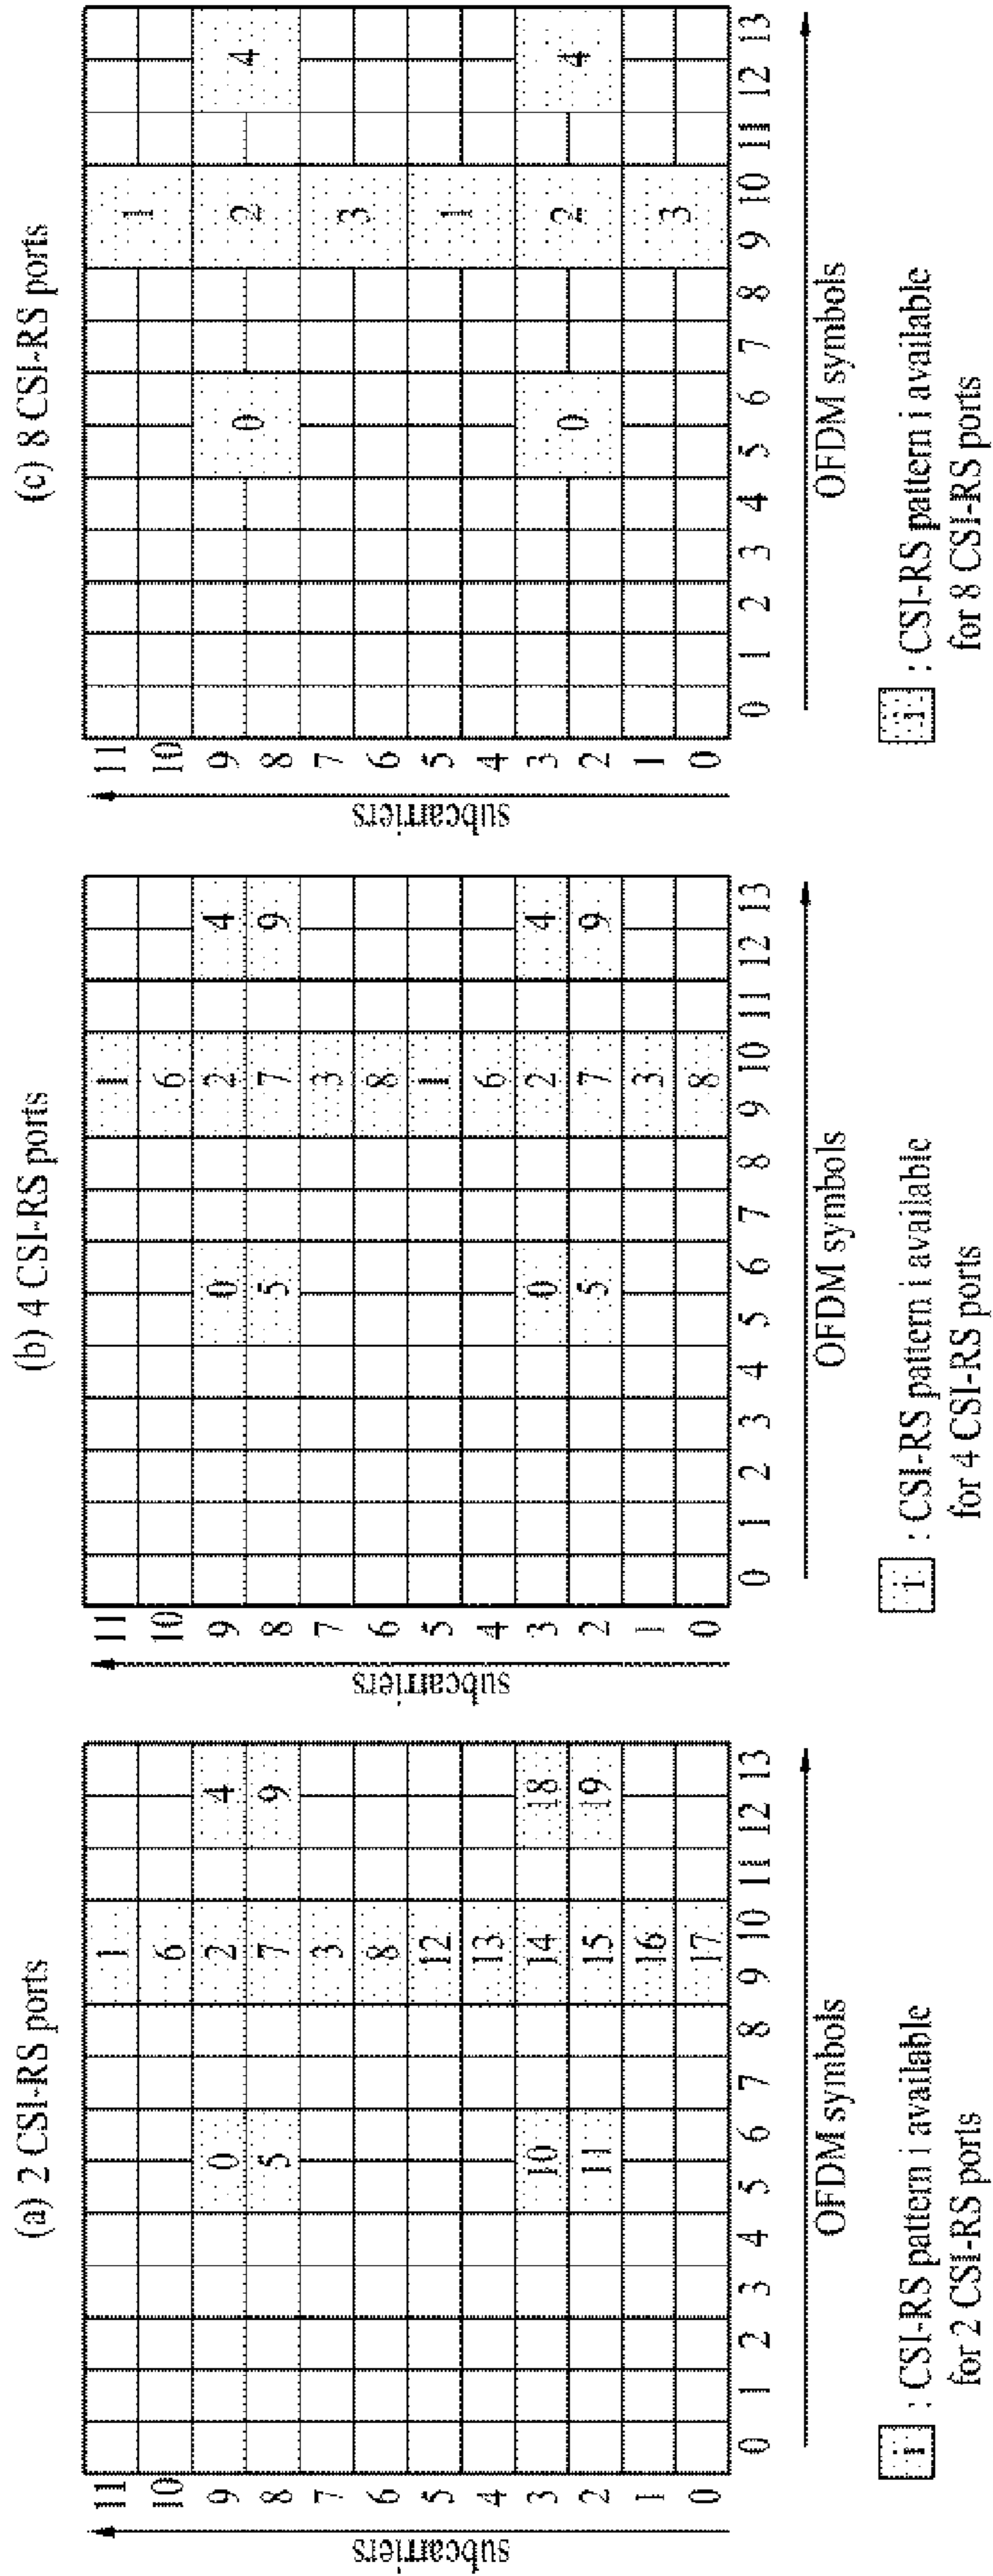 (a) 2 CSI-RS ports
subcarriers
11 1
10 6
9 0 2 4
8 5 7 9
7 3
6 8
5 12
4 13
3 10 14 18
2 11 15 19
1 16
0 17
0 1 2 3 4 5 6 7 8 9 10 11 12 13
OFDM symbols
i : CSI-RS pattern i available
for 2 CSI-RS ports
(b) 4 CSI-RS ports
subcarriers
11 1
10 6
9 0 2 4
8 5 7 9
7 3
6 8
5 1
4 6
3 0 2 4
2 5 7 9
1 3
0 8
0 1 2 3 4 5 6 7 8 9 10 11 12 13
OFDM symbols
i : CSI-RS pattern i available
for 4 CSI-RS ports
(c) 8 CSI-RS ports
subcarriers
11
1
10
9
0 2 4
8
7
3
6
5
1
4
3
0 2 4
2
1
3
0
0 1 2 3 4 5 6 7 8 9 10 11 12 13
OFDM symbols
i : CSI-RS pattern i available
for 8 CSI-RS ports